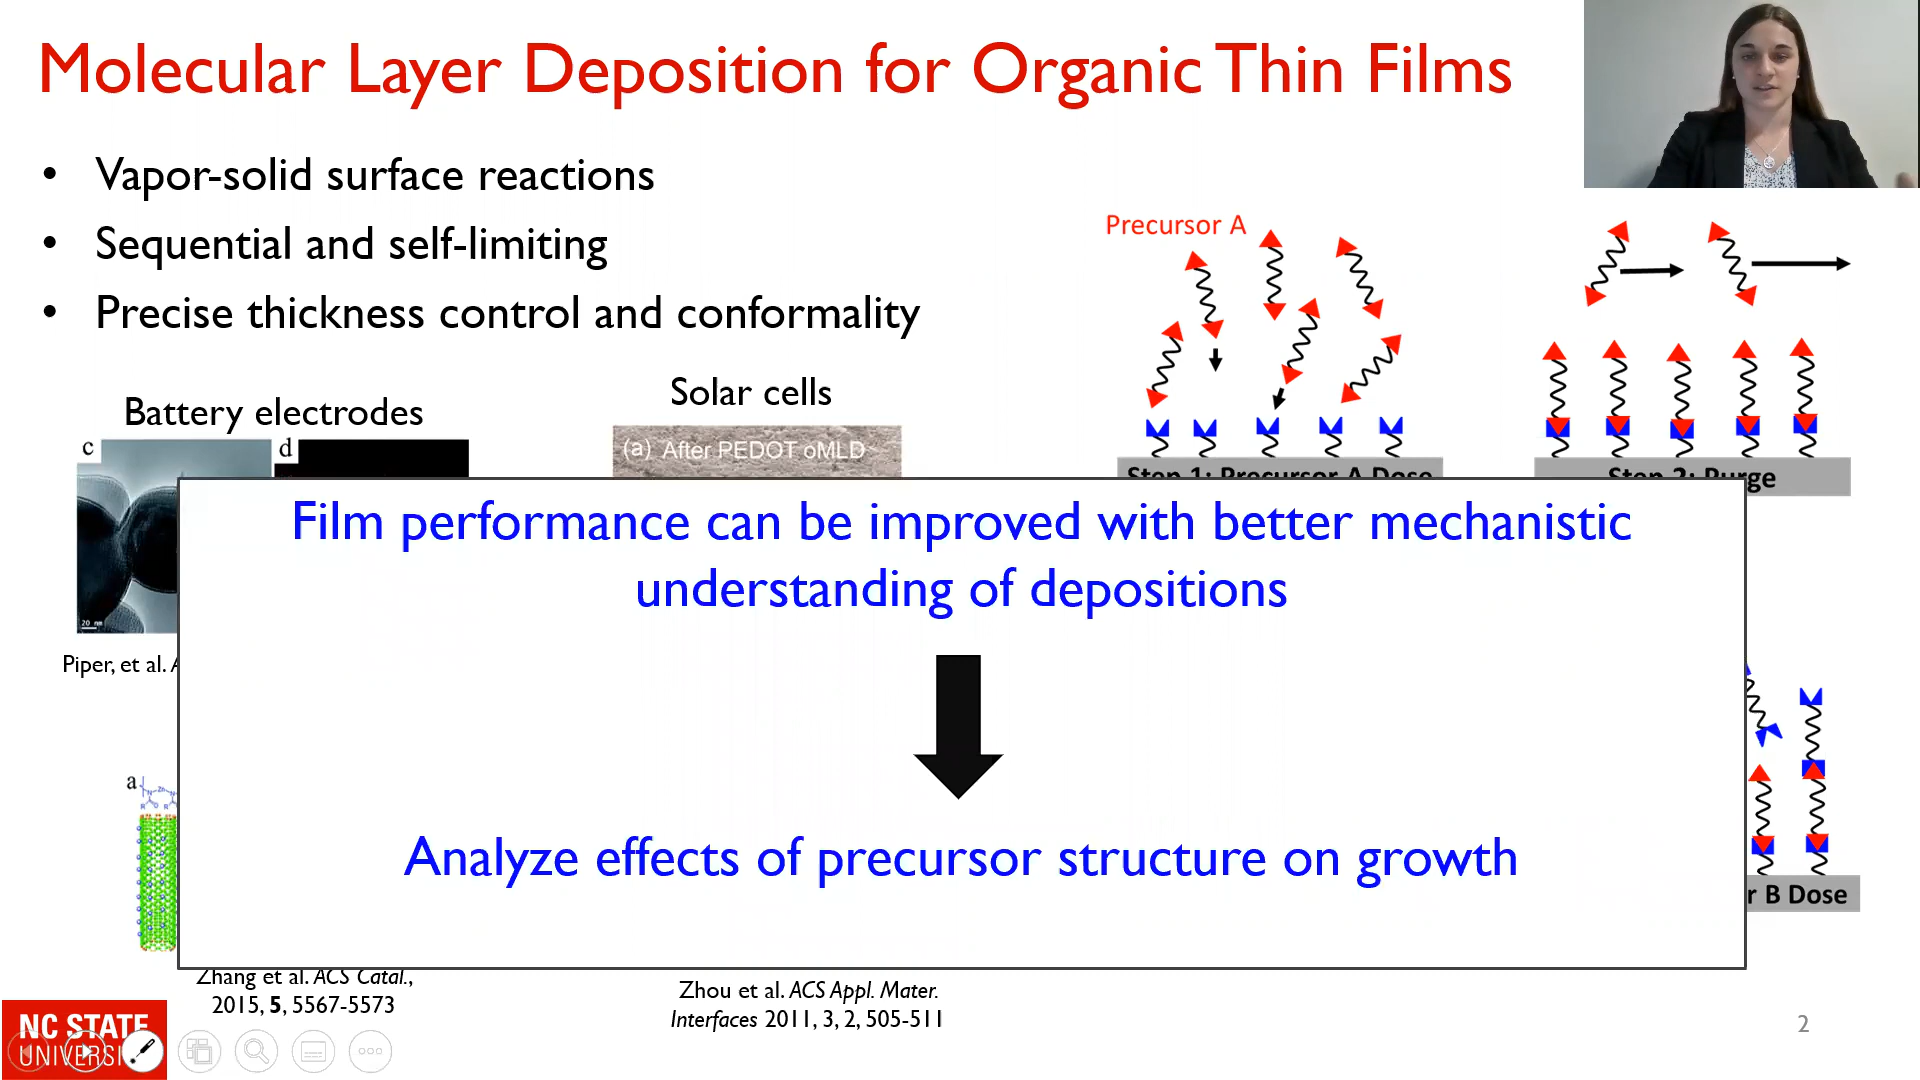 Molecular Layer Deposition for Organic Thin Films
• Vapor-solid surface reactions
• Sequential and self-limiting
• Precise thickness control and conformality
Battery electrodes
c
d
20 nm
Piper, et al.
Solar cells
(a) After PEDOT oMLD
Precursor A
Step 1: Precursor A Dose
Step 2: Purge
Film performance can be improved with better mechanistic
understanding of depositions
Analyze effects of precursor structure on growth
r B Dose
a
Zhang et al. ACS Catal.,
2015, 5, 5567-5573
Zhou et al. ACS Appl. Mater.
Interfaces 2011, 3, 2, 505-511
NC STATE
UNIVERSI
2